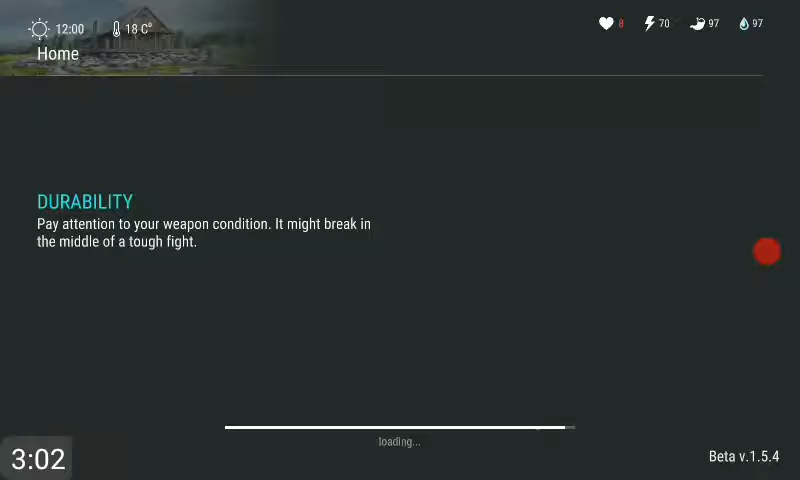 12:00 18 C°
8 70 97 97
Home
DURABILITY
Pay attention to your weapon condition. It might break in
the middle of a tough fight.
loading...
3:02
Beta v.1.5.4